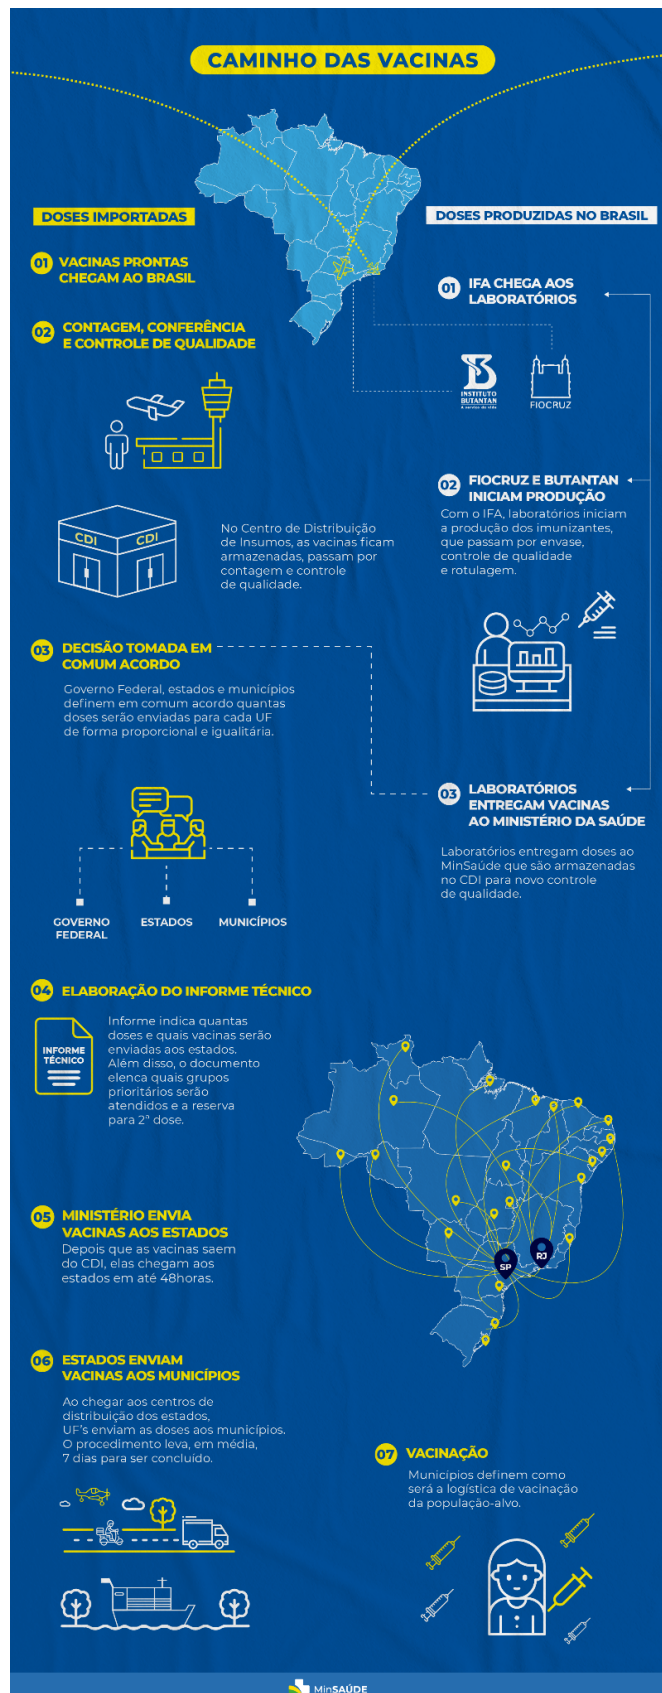 CAMINHO DAS VACINAS
DOSES IMPORTADAS
01 VACINAS PRONTAS
CHEGAM AO BRASIL
02 CONTAGEM, CONFERÊNCIA
E CONTROLE DE QUALIDADE
CDI CDI
No Centro de Distribuição
de Insumos, as vacinas ficam
armazenadas, passam por
contagem e controle
de qualidade.
DOSES PRODUZIDAS NO BRASIL
01 IFA CHEGA AOS
LABORATÓRIOS
INSTITUTO
BUTANTAN
A serviço da vida
FIOCRUZ
02 FIOCRUZ E BUTANTAN
INICIAM PRODUÇÃO
Com o IFA, laboratórios iniciam
a produção dos imunizantes,
que passam por envase,
controle de qualidade
e rotulagem.
03 LABORATÓRIOS
ENTREGAM VACINAS
AO MINISTÉRIO DA SAÚDE
Laboratórios entregam doses ao
MinSaúde que são armazenadas
no CDI para novo controle
de qualidade.
03 DECISÃO TOMADA EM
COMUM ACORDO
Governo Federal, estados e municípios
definem em comum acordo quantas
doses serão enviadas para cada UF
de forma proporcional e igualitária.
GOVERNO
FEDERAL
ESTADOS
MUNICÍPIOS
04 ELABORAÇÃO DO INFORME TÉCNICO
INFORME
TÉCNICO
Informe indica quantas
doses e quais vacinas serão
enviadas aos estados.
Além disso, o documento
elenca quais grupos
prioritários serão
atendidos e a reserva
para 2ª dose.
05 MINISTÉRIO ENVIA
VACINAS AOS ESTADOS
Depois que as vacinas saem
do CDI, elas chegam aos
estados em até 48horas.
SP
RJ
06 ESTADOS ENVIAM
VACINAS AOS MUNICÍPIOS
Ao chegar aos centros de
distribuição dos estados,
UF's enviam as doses aos municípios.
O procedimento leva, em média,
7 dias para ser concluído.
07 VACINAÇÃO
Municípios definem como
será a logística de vacinação
da população-alvo.
MinSAÚDE